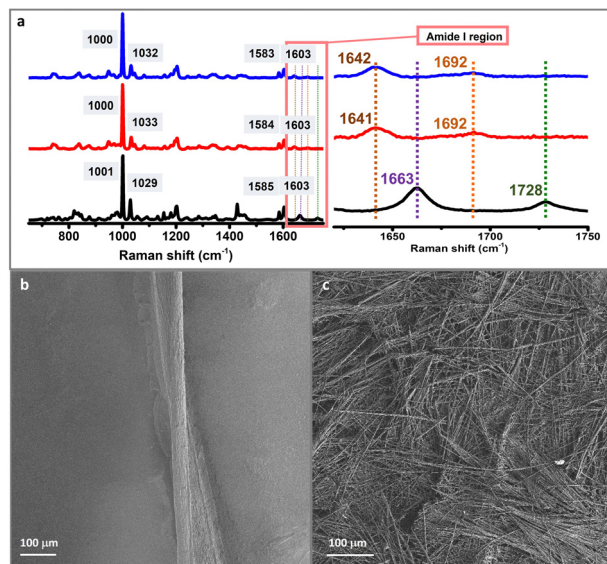 a
Amide I region
1000
1032
1583
1603
1642
1692
1000
1033
1584
1603
1641
1692
1001
1029
1585
1603
1663
1728
800 1000 1200 1400 1600
1650 1700 1750
Raman shift (cm-1)
Raman shift (cm-1)
b
c
100 μm
100 μm